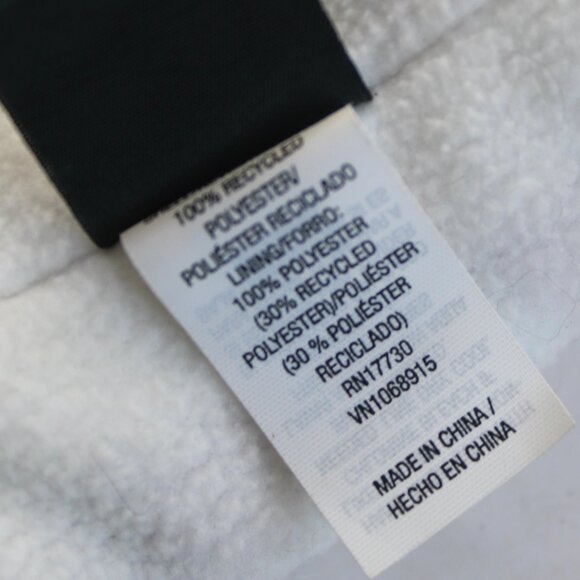 100% RECYCLED
POLYESTER/
POLIÉSTER RECICLADO
LINING/FORRO:
100% POLYESTER
(30% RECYCLED
POLYESTER)/POLIÉSTER
(30 % POLIÉSTER
RECICLADO)
RN17730
VN1068915
MADE IN CHINA /
HECHO EN CHINA